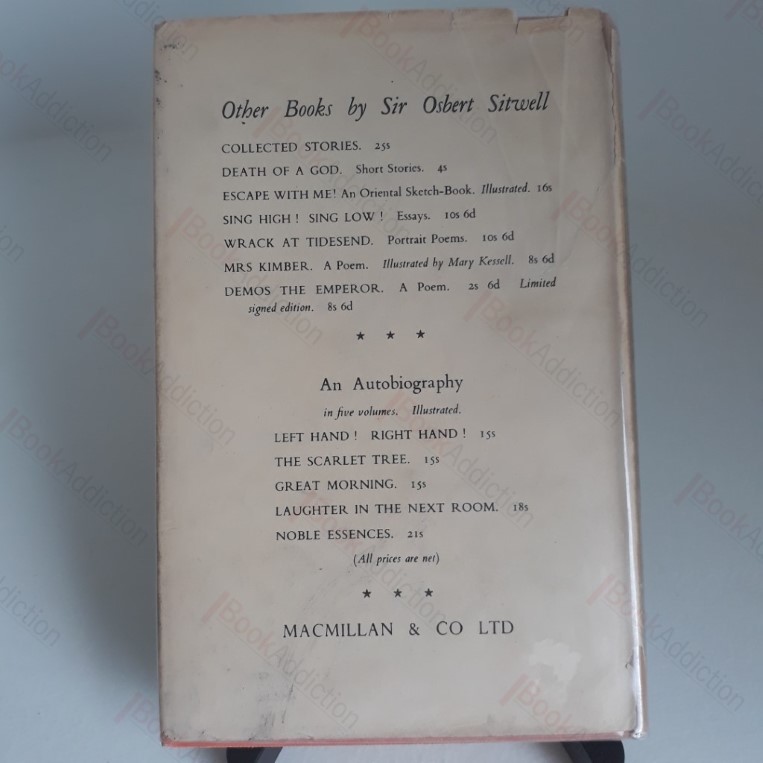 Other Books by Sir Osbert Sitwell
COLLECTED STORIES. 25s
DEATH OF A GOD. Short Stories. 4s
ESCAPE WITH ME! An Oriental Sketch-Book. Illustrated. 16s
SING HIGH! SING LOW! Essays. 10s 6d
WRACK AT TIDESEND. Portrait Poems. 10s 6d
MRS KIMBER. A Poem. Illustrated by Mary Kessell. 8s 6d
DEMOS THE EMPEROR. A Poem. 2s 6d Limited
signed edition. 8s 6d
★ ★ ★
An Autobiography
in five volumes. Illustrated.
LEFT HAND! RIGHT HAND! 15s
THE SCARLET TREE. 15s
GREAT MORNING. 15s
LAUGHTER IN THE NEXT ROOM. 18s
NOBLE ESSENCES. 21s
(All prices are net)
★ ★ ★
MACMILLAN & CO LTD
BookAddiction